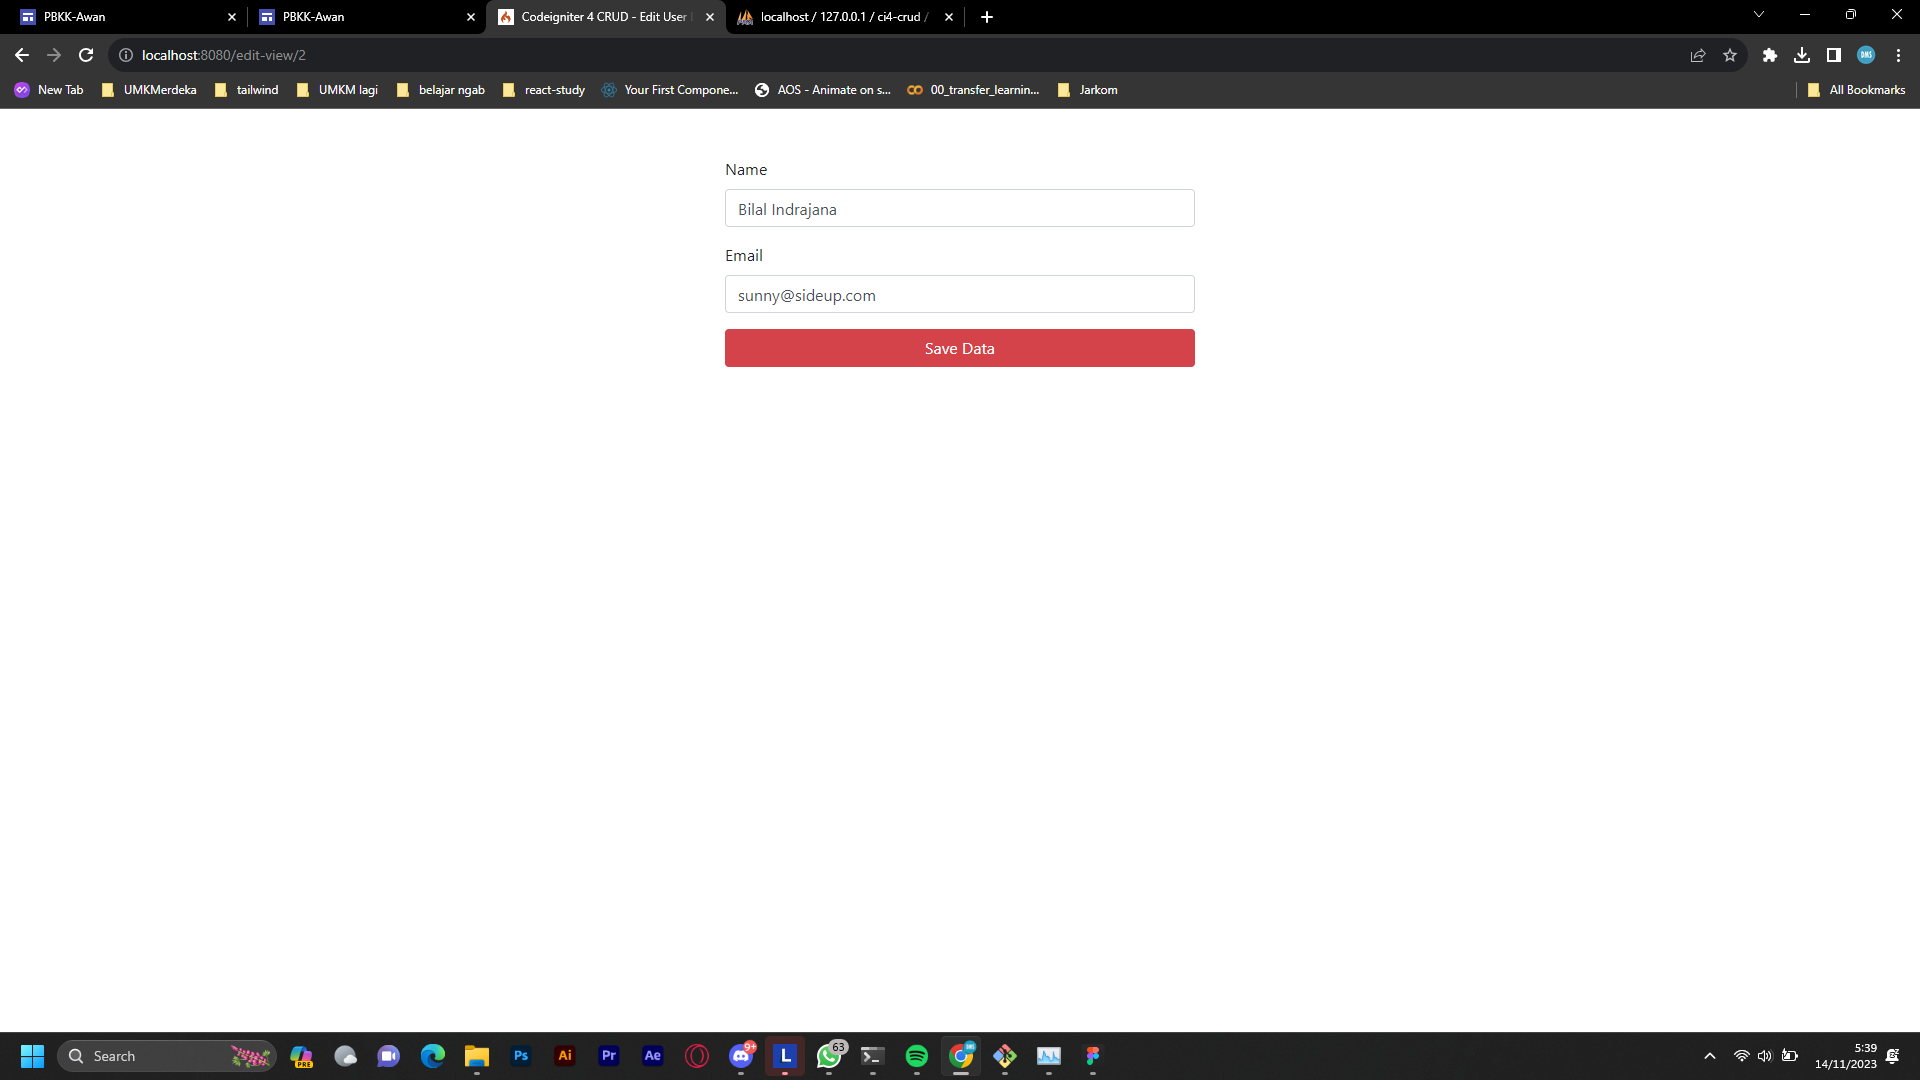 PBKK-Awan
PBKK-Awan
Codeigniter 4 CRUD - Edit User
localhost / 127.0.0.1 / ci4-crud /
localhost:8080/edit-view/2
DMS
New Tab
UMKMerdeka
tailwind
UMKM lagi
belajar ngab
react-study
Your First Compone...
AOS - Animate on s...
00_transfer_learnin...
Jarkom
All Bookmarks
Name
Bilal Indrajana
Email
sunny@sideup.com
Save Data
Search
PRE
Ps
Ai
Pr
Ae
9+
L
63
5:39
14/11/2023